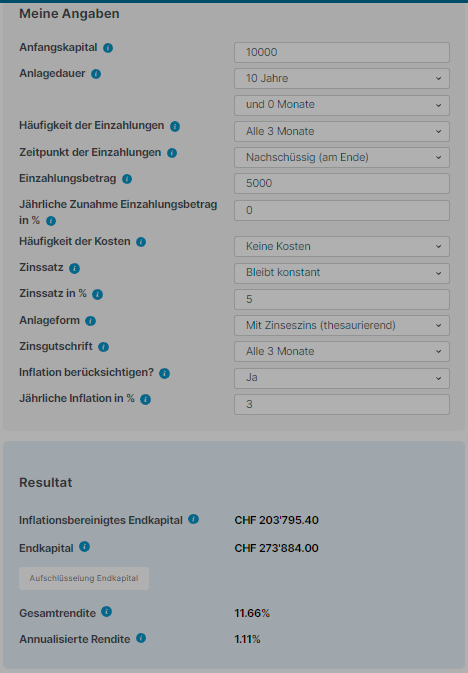 Meine Angaben
Anfangskapital 10000
Anlagedauer 10 Jahre
und 0 Monate
Häufigkeit der Einzahlungen Alle 3 Monate
Zeitpunkt der Einzahlungen Nachschüssig (am Ende)
Einzahlungsbetrag 5000
Jährliche Zunahme Einzahlungsbetrag
in % 0
Häufigkeit der Kosten Keine Kosten
Zinssatz Bleibt konstant
Zinssatz in % 5
Anlageform Mit Zinseszins (thesaurierend)
Zinsgutschrift Alle 3 Monate
Inflation berücksichtigen? Ja
Jährliche Inflation in % 3
Resultat
Inflationsbereinigtes Endkapital CHF 203'795.40
Endkapital CHF 273'884.00
Aufschlüsselung Endkapital
Gesamtrendite 11.66%
Annualisierte Rendite 1.11%